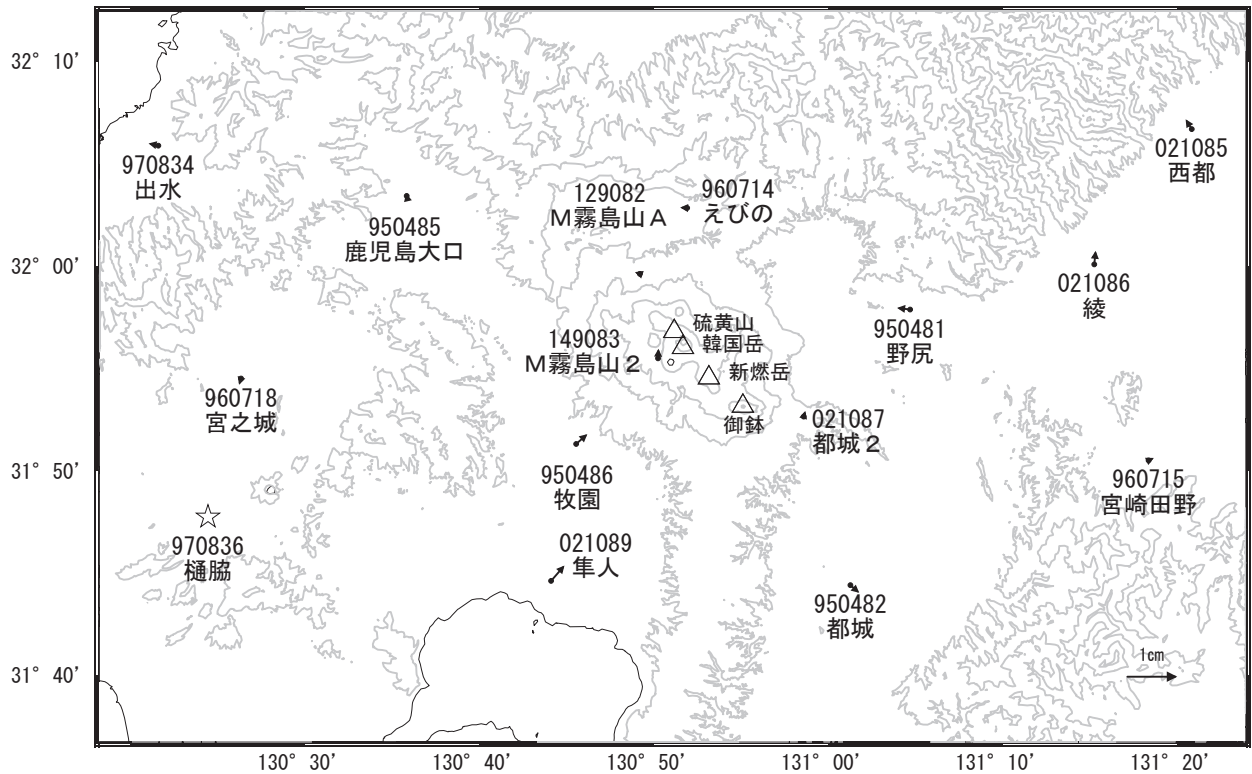 32° 10′
970834
出水
950485
鹿児島大口
129082
M霧島山A
960714
えびの
021085
西都
32° 00′
021086
綾
950481
野尻
149083
M霧島山2
硫黄山
韓国岳
新燃岳
御鉢
960718
宮之城
021087
都城2
31° 50′
950486
牧園
960715
宮崎田野
970836
樋脇
021089
隼人
950482
都城
31° 40′
1cm
130° 30′
130° 40′
130° 50′
131° 00′
131° 10′
131° 20′